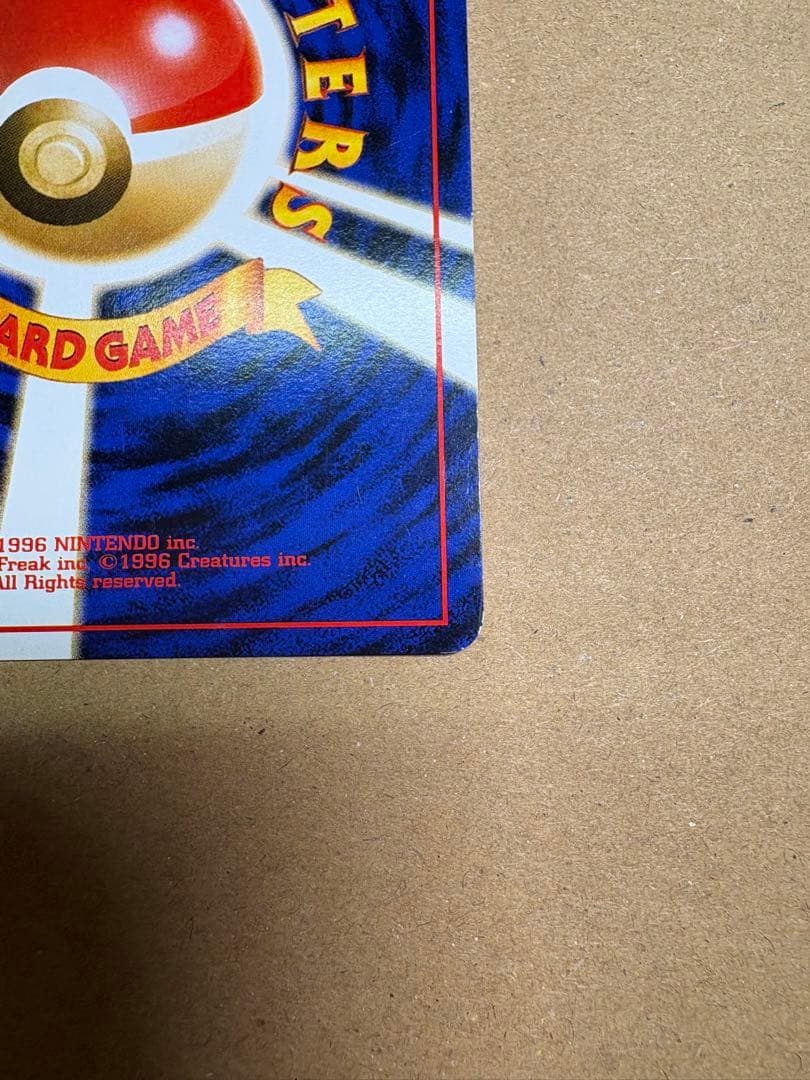 TERS
ARD GAME
1996 NINTENDO inc.
Freak inc. ©1996 Creatures inc.
All Rights reserved.